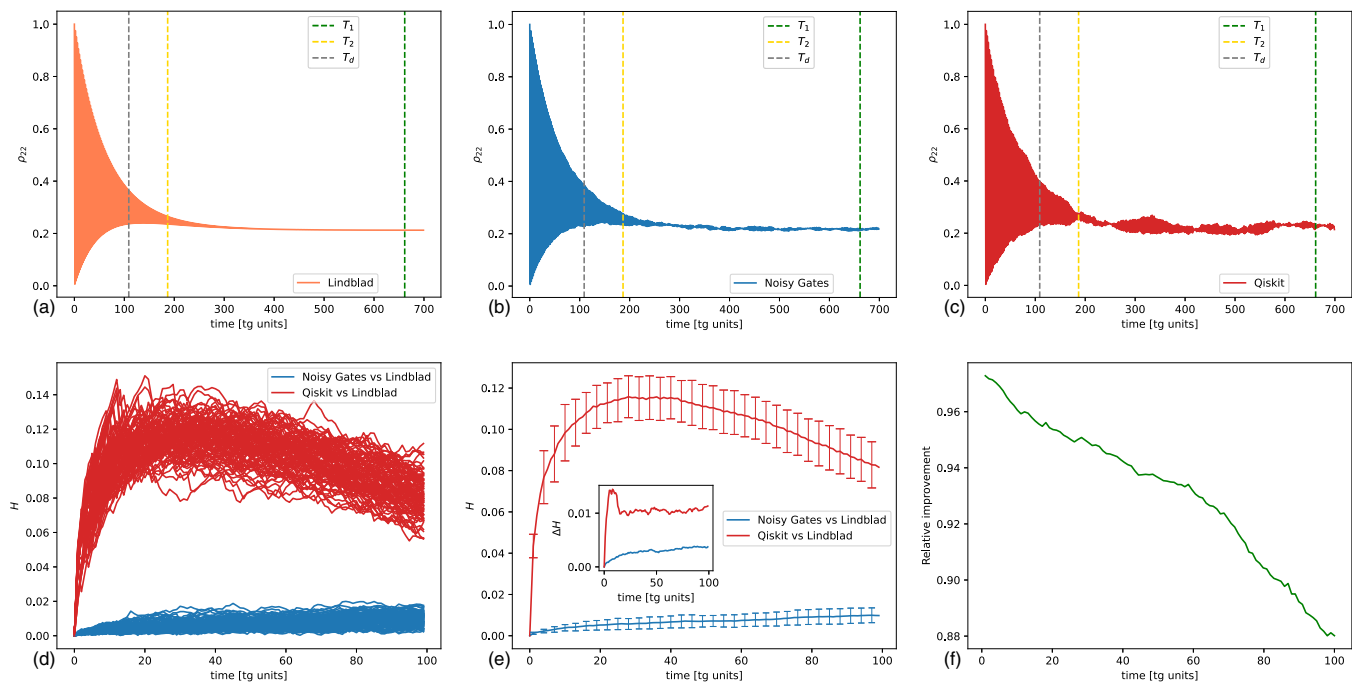 1.0
0.8
0.6
0.4
0.2
0.0
ρ22
T1
T2
Td
Lindblad
0 100 200 300 400 500 600 700
time [tg units]
(a)
1.0
0.8
0.6
0.4
0.2
0.0
ρ22
T1
T2
Td
Noisy Gates
0 100 200 300 400 500 600 700
time [tg units]
(b)
1.0
0.8
0.6
0.4
0.2
0.0
ρ22
T1
T2
Td
Qiskit
0 100 200 300 400 500 600 700
time [tg units]
(c)
0.14
0.12
0.10
0.08
0.06
0.04
0.02
0.00
H
Noisy Gates vs Lindblad
Qiskit vs Lindblad
0 20 40 60 80 100
time [tg units]
(d)
0.12
0.10
0.08
0.06
0.04
0.02
0.00
H
0.01
0.00
ΔH
0 50 100
time [tg units]
Noisy Gates vs Lindblad
Qiskit vs Lindblad
0 20 40 60 80 100
time [tg units]
(e)
0.96
0.94
0.92
0.90
0.88
Relative improvement
0 20 40 60 80 100
time [tg units]
(f)